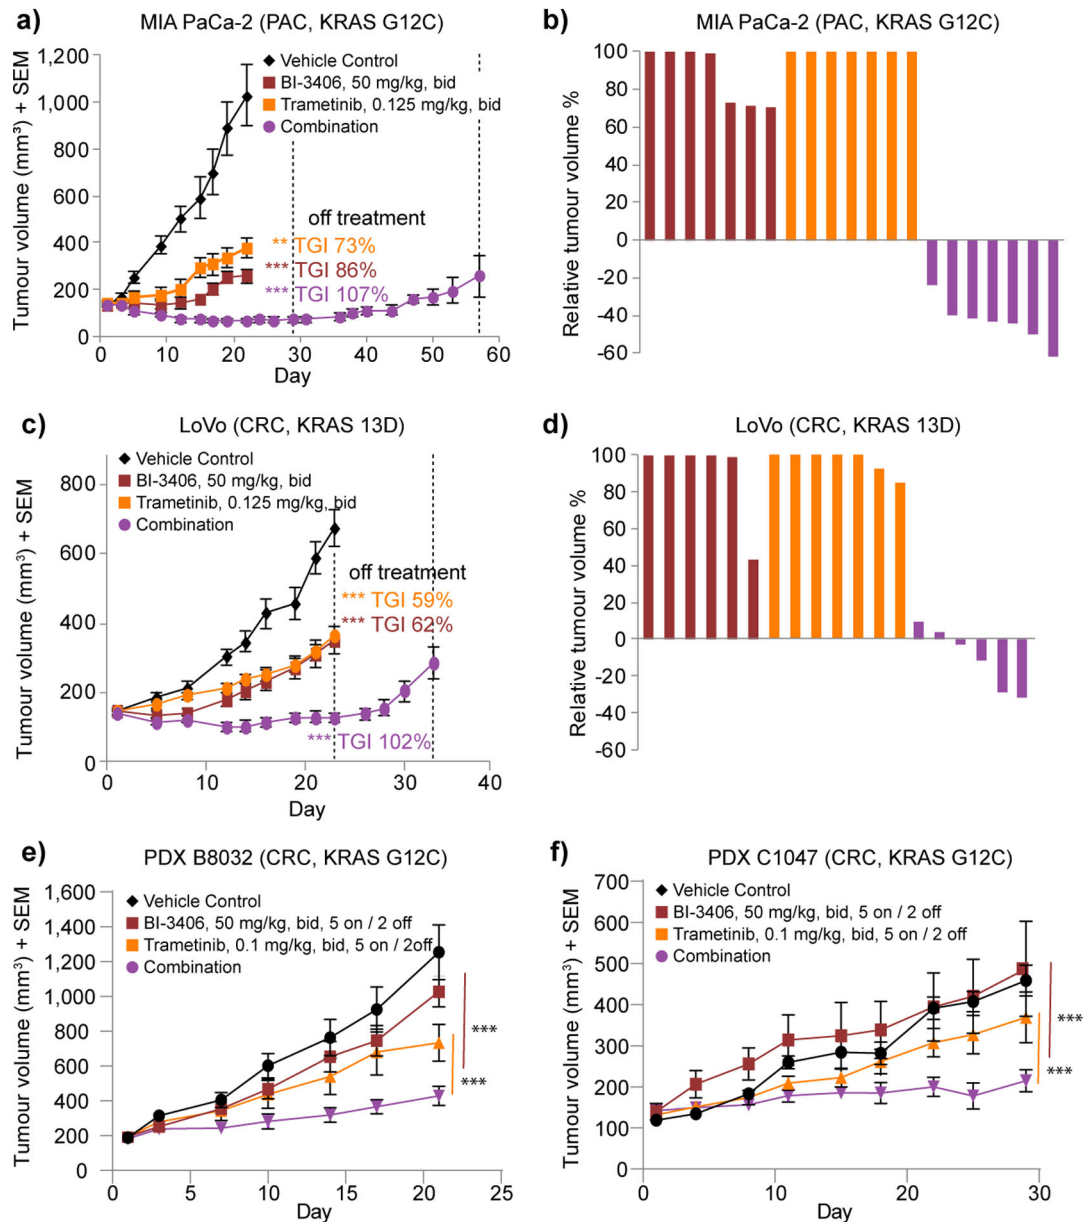 a)
MIA PaCa-2 (PAC, KRAS G12C)
Tumour volume (mm³) + SEM
1,200
1,000
800
600
400
200
0
Vehicle Control
BI-3406, 50 mg/kg, bid
Trametinib, 0.125 mg/kg, bid
Combination
off treatment
** TGI 73%
*** TGI 86%
*** TGI 107%
0 10 20 30 40 50 60
Day
b)
MIA PaCa-2 (PAC, KRAS G12C)
Relative tumour volume %
100
80
60
40
20
0
-20
-40
-60
c)
LoVo (CRC, KRAS 13D)
Tumour volume (mm³) + SEM
800
600
400
200
0
Vehicle Control
BI-3406, 50 mg/kg, bid
Trametinib, 0.125 mg/kg, bid
Combination
off treatment
*** TGI 59%
*** TGI 62%
*** TGI 102%
0 10 20 30 40
Day
d)
LoVo (CRC, KRAS 13D)
Relative tumour volume %
100
80
60
40
20
0
-20
-40
-60
e)
PDX B8032 (CRC, KRAS G12C)
Tumour volume (mm³) + SEM
1,600
1,400
1,200
1,000
800
600
400
200
0
Vehicle Control
BI-3406, 50 mg/kg, bid, 5 on / 2 off
Trametinib, 0.1 mg/kg, bid, 5 on / 2off
Combination
***
***
0 5 10 15 20 25
Day
f)
PDX C1047 (CRC, KRAS G12C)
Tumour volume (mm³) + SEM
700
600
500
400
300
200
100
0
Vehicle Control
BI-3406, 50 mg/kg, bid, 5 on / 2 off
Trametinib, 0.1 mg/kg, bid, 5 on / 2 off
Combination
***
***
0 10 20 30
Day